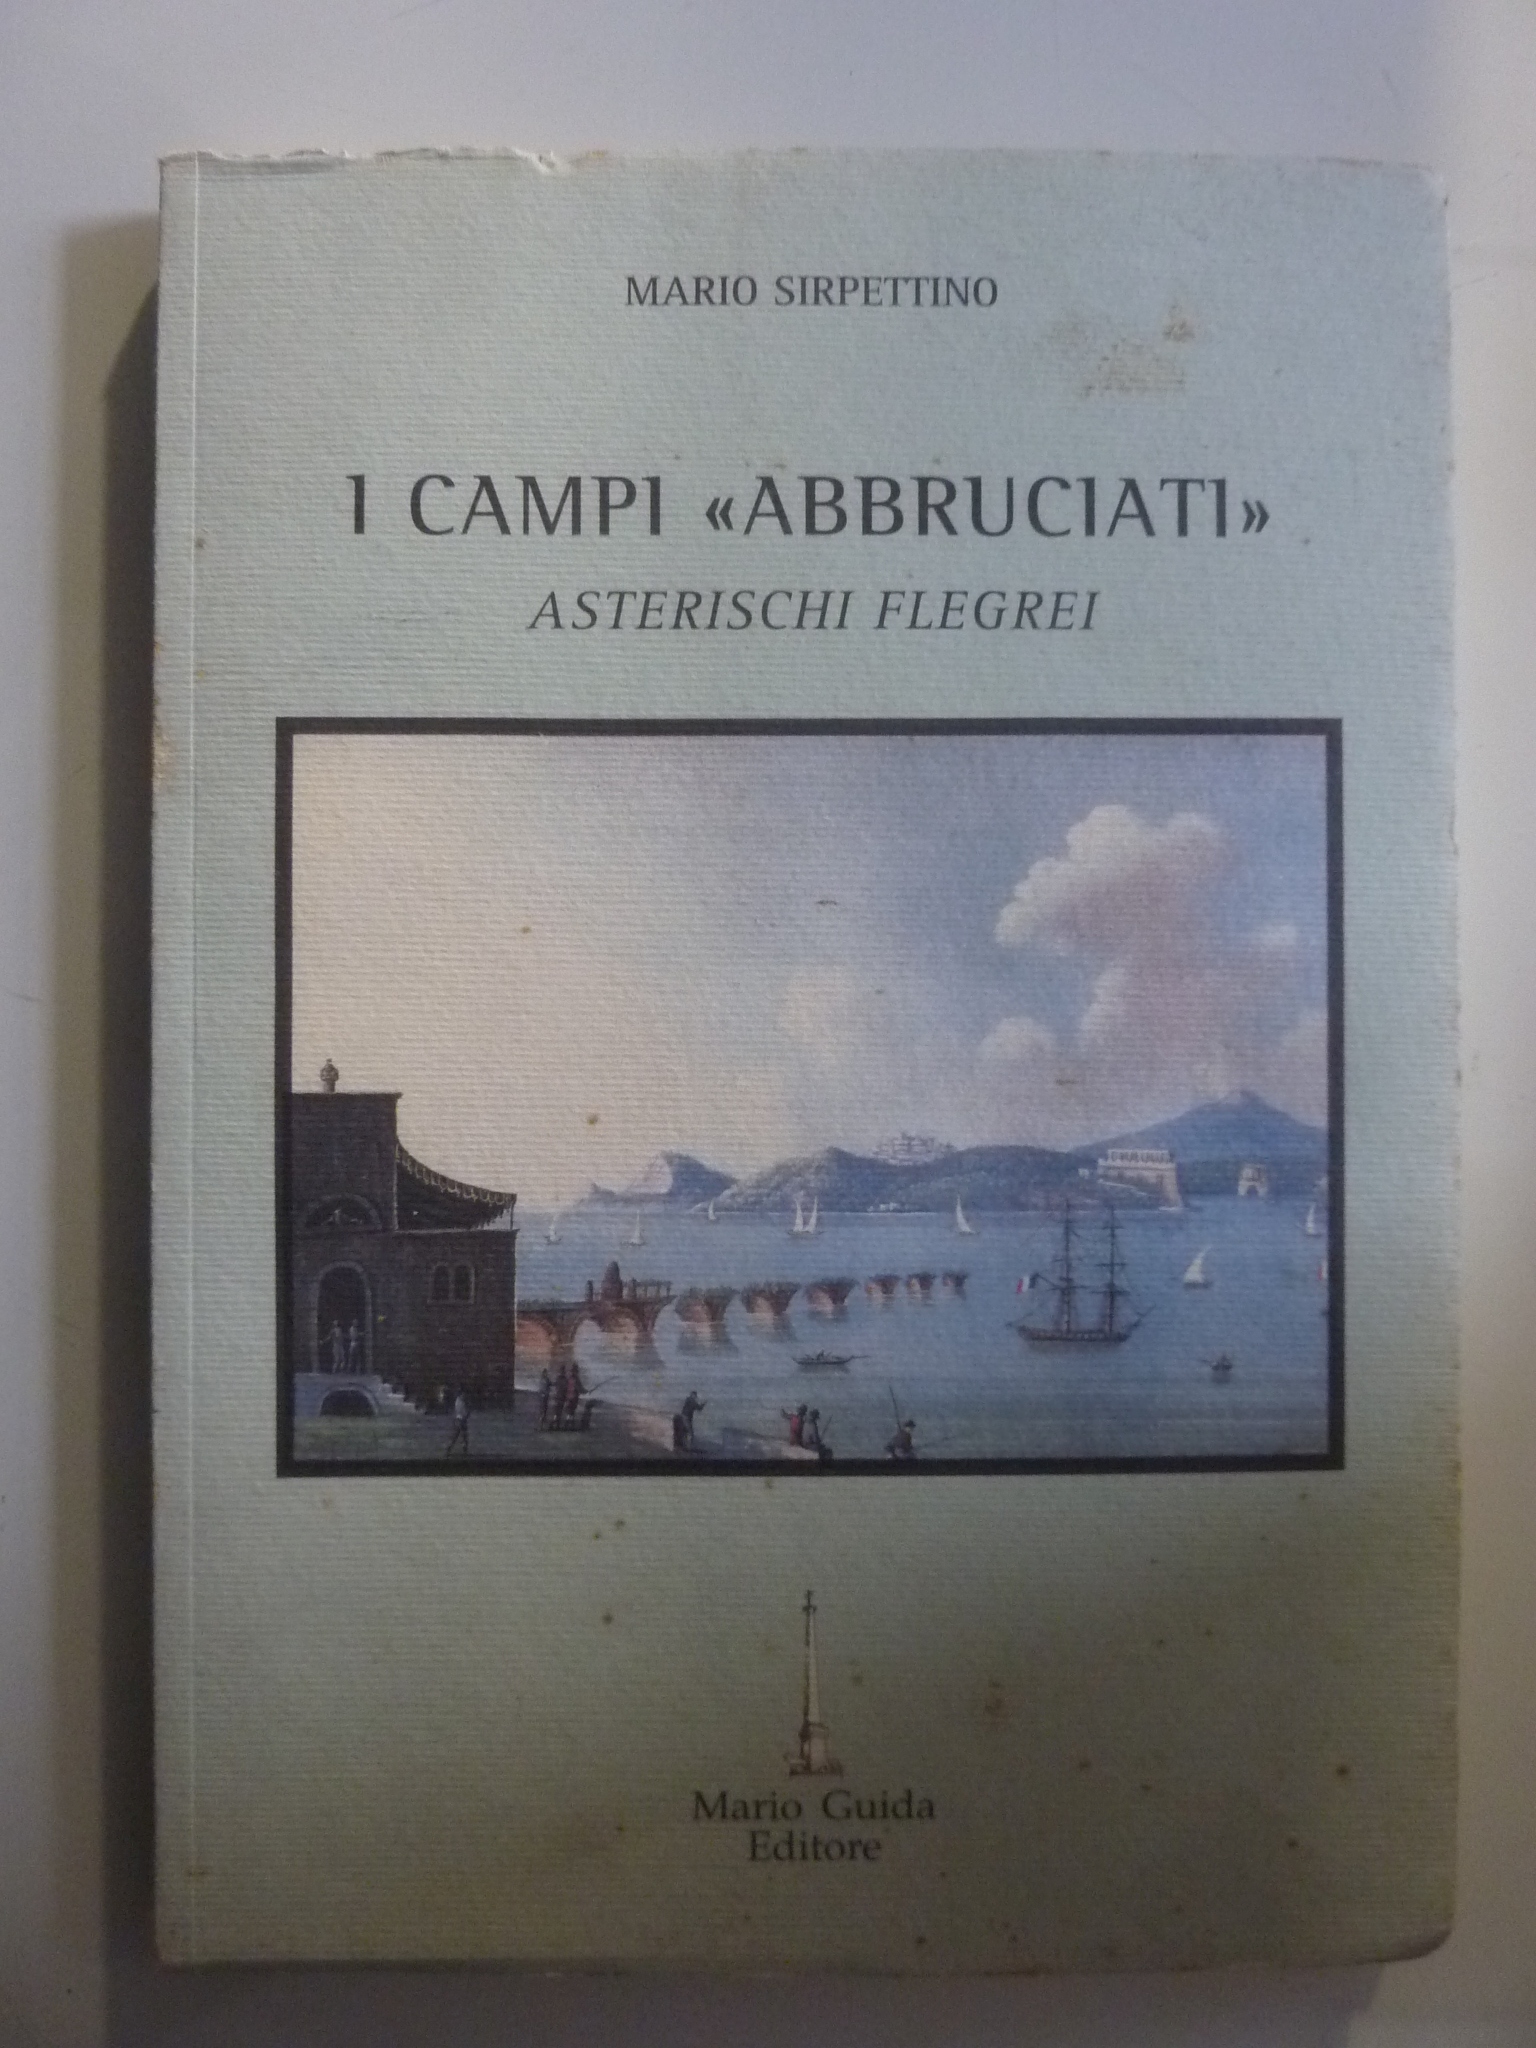 MARIO SIRPETTINO
I CAMPI «ABBRUCIATI»
ASTERISCHI FLEGREI
Mario Guida
Editore